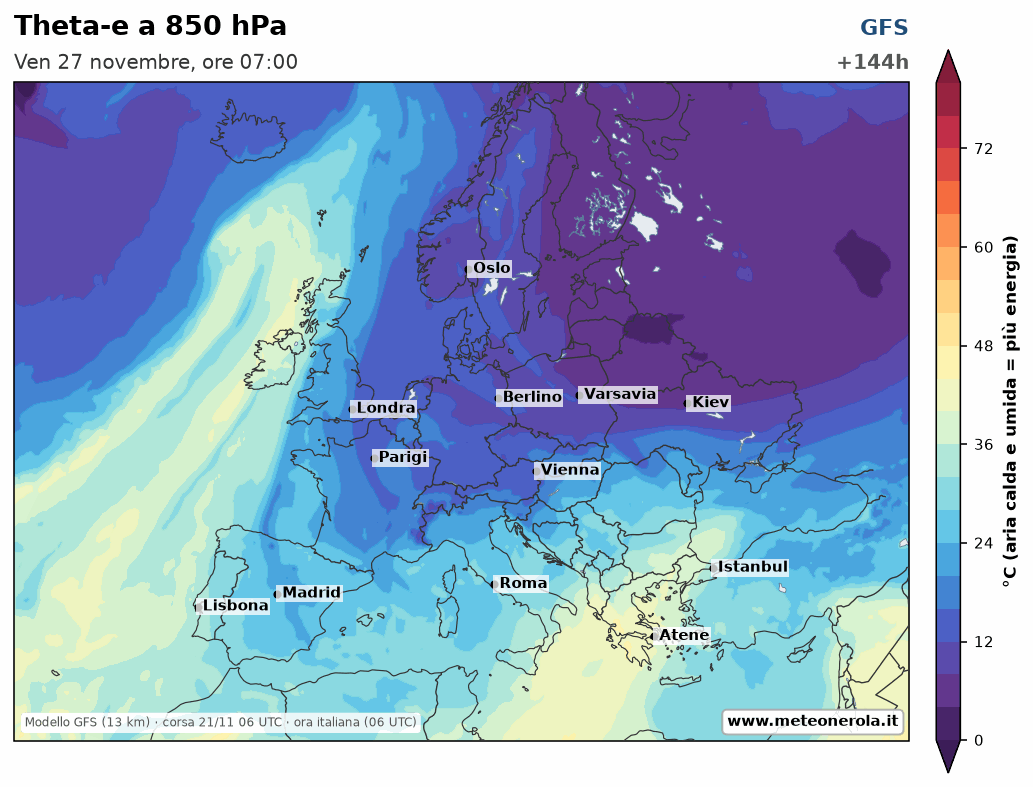 Theta-e a 850 hPa
GFS
Ven 27 novembre, ore 07:00
+144h
72
60
48
36
24
12
0
°C (aria calda e umida = più energia)
Oslo
Berlino
Varsavia
Kiev
Londra
Parigi
Vienna
Istanbul
Roma
Madrid
Lisbona
Atene
Modello GFS (13 km) · corsa 21/11 06 UTC · ora italiana (06 UTC)
www.meteonerola.it